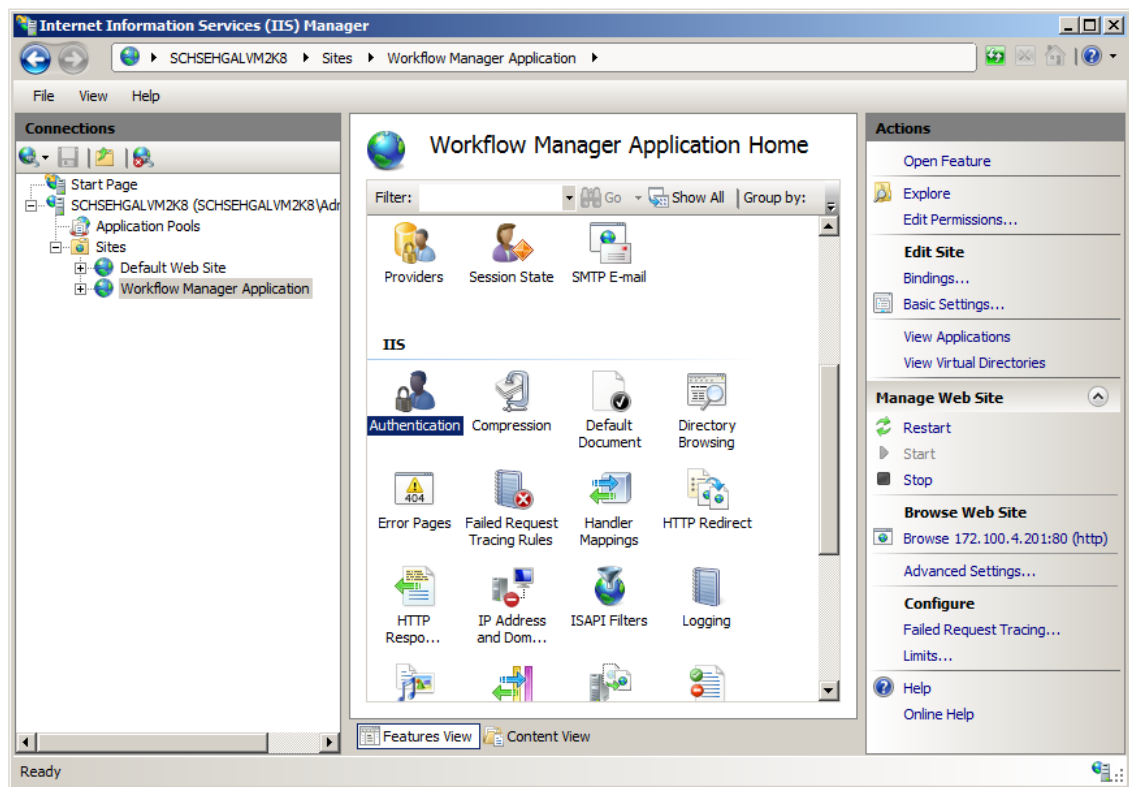 Internet Information Services (IIS) Manager
SCHSEHGALVM2K8 Sites Workflow Manager Application
File View Help
Connections
Start Page
SCHSEHGALVM2K8 (SCHSEHGALVM2K8\Adr
Application Pools
Sites
Default Web Site
Workflow Manager Application
Workflow Manager Application Home
Filter: Go Show All Group by:
Providers Session State SMTP E-mail
IIS
Authentication Compression Default Directory
Document Browsing
404
Error Pages Failed Request Handler HTTP Redirect
Tracing Rules Mappings
HTTP IP Address ISAPI Filters Logging
Respo... and Dom...
Features View Content View
Actions
Open Feature
Explore
Edit Permissions...
Edit Site
Bindings...
Basic Settings...
View Applications
View Virtual Directories
Manage Web Site
Restart
Start
Stop
Browse Web Site
Browse 172.100.4.201:80 (http)
Advanced Settings...
Configure
Failed Request Tracing...
Limits...
Help
Online Help
Ready